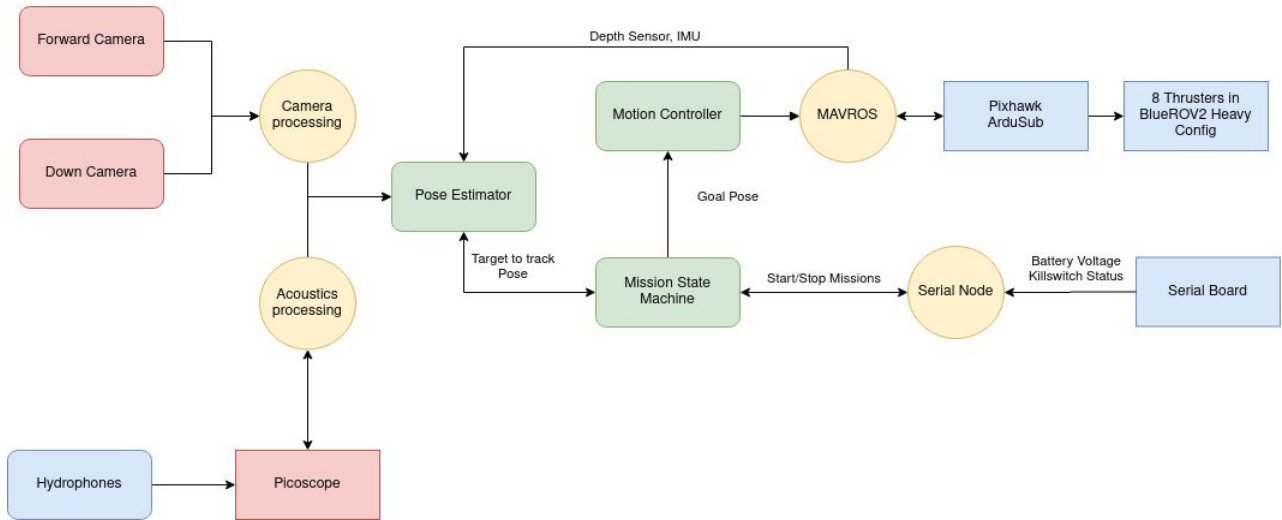 Forward Camera
Down Camera
Camera
processing
Acoustics
processing
Hydrophones
Picoscope
Depth Sensor, IMU
Pose Estimator
Target to track
Pose
Motion Controller
Goal Pose
Mission State
Machine
MAVROS
Start/Stop Missions
Serial Node
Pixhawk
ArduSub
8 Thrusters in
BlueROV2 Heavy
Config
Battery Voltage
Killswitch Status
Serial Board